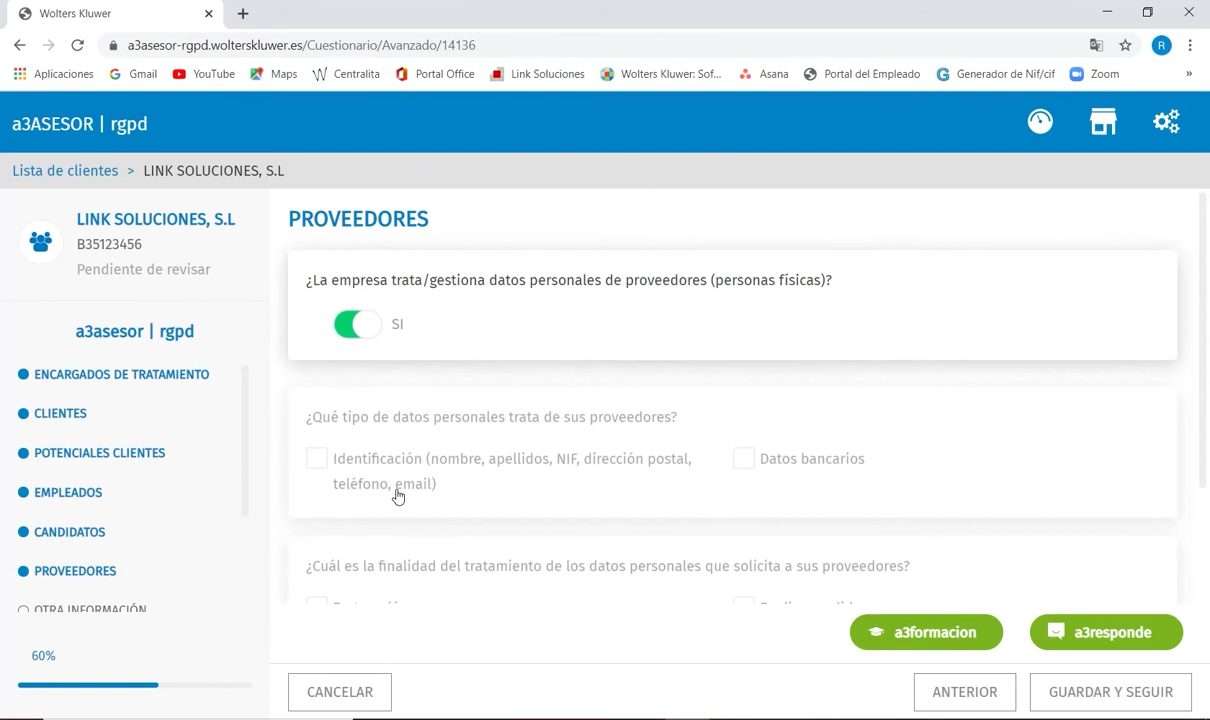 Wolters Kluwer
a3asesor-rgpd.wolterskluwer.es/Cuestionario/Avanzado/14136
R
Aplicaciones
Gmail
YouTube
Maps
Centralita
Portal Office
Link Soluciones
Wolters Kluwer: Sof...
Asana
Portal del Empleado
Generador de Nif/cif
Zoom
»
a3ASESOR | rgpd
Lista de clientes > LINK SOLUCIONES, S.L
LINK SOLUCIONES, S.L
B35123456
Pendiente de revisar
a3asesor | rgpd
ENCARGADOS DE TRATAMIENTO
CLIENTES
POTENCIALES CLIENTES
EMPLEADOS
CANDIDATOS
PROVEEDORES
OTRA INFORMACIÓN
60%
PROVEEDORES
¿La empresa trata/gestiona datos personales de proveedores (personas físicas)?
SI
¿Qué tipo de datos personales trata de sus proveedores?
Identificación (nombre, apellidos, NIF, dirección postal,
teléfono, email)
Datos bancarios
¿Cuál es la finalidad del tratamiento de los datos personales que solicita a sus proveedores?
a3formacion
a3responde
CANCELAR
ANTERIOR
GUARDAR Y SEGUIR